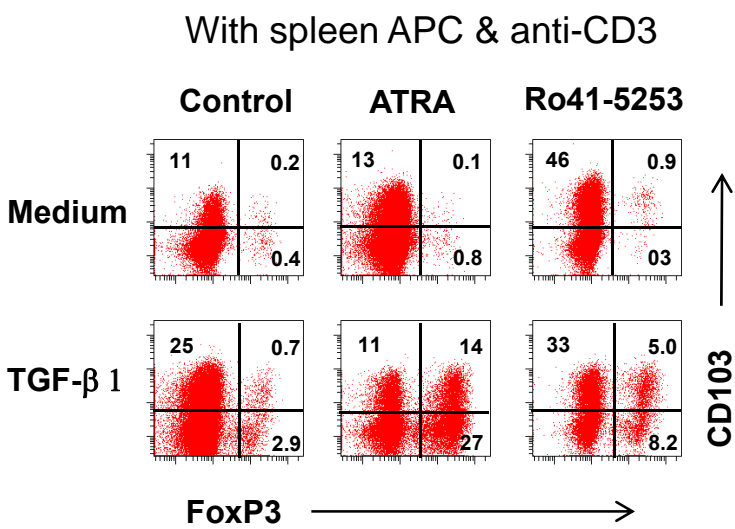 With spleen APC & anti-CD3
Control ATRA Ro41-5253
Medium
11 0.2
0.4
13 0.1
0.8
46 0.9
03
TGF-β 1
25 0.7
2.9
11 14
27
33 5.0
8.2
CD103
FoxP3